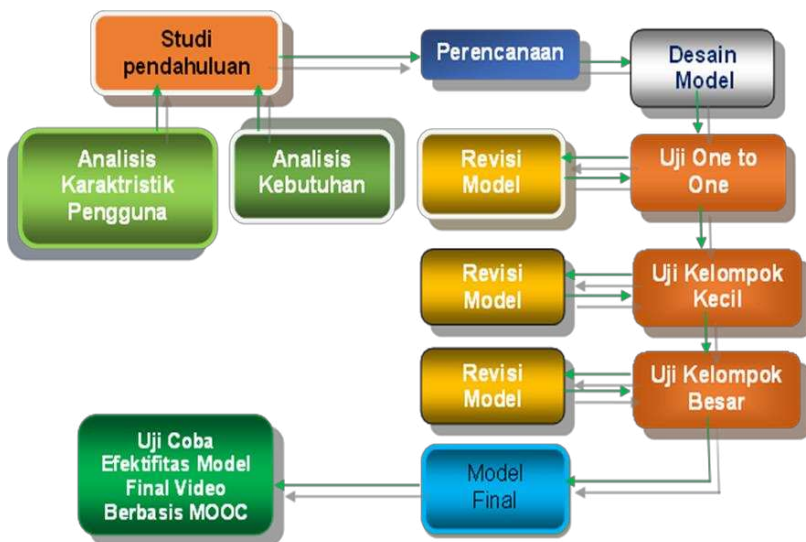 Studi
pendahuluan
Perencanaan
Desain
Model
Analisis
Karaktristik
Pengguna
Analisis
Kebutuhan
Revisi
Model
Uji One to
One
Revisi
Model
Uji Kelompok
Kecil
Revisi
Model
Uji Kelompok
Besar
Uji Coba
Efektifitas Model
Final Video
Berbasis MOOC
Model
Final